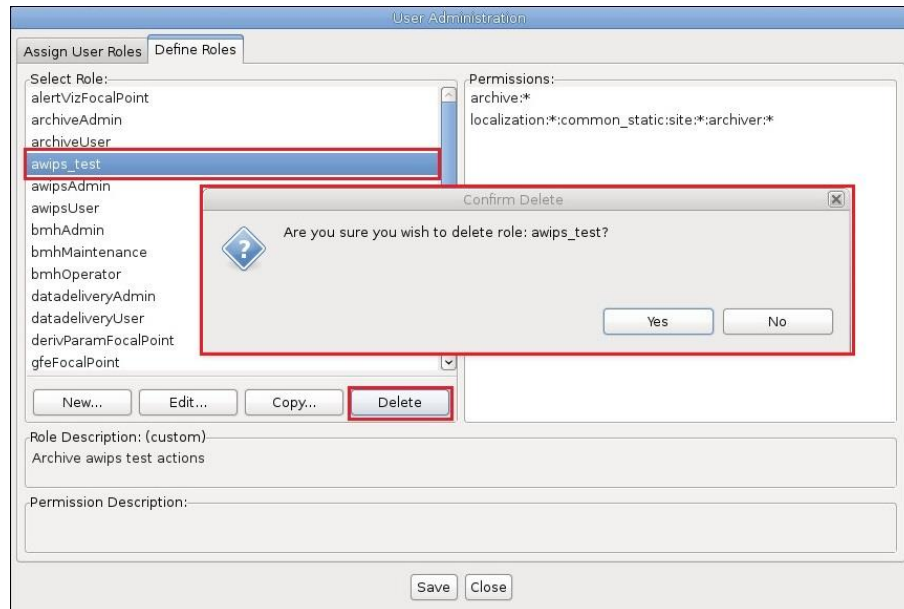 User Administration
Assign User Roles
Define Roles
Select Role:
alertVizFocalPoint
archiveAdmin
archiveUser
awips_test
awipsAdmin
awipsUser
bmhAdmin
bmhMaintenance
bmhOperator
datadeliveryAdmin
datadeliveryUser
derivParamFocalPoint
gfeFocalPoint
New...
Edit...
Copy...
Delete
Permissions:
archive:*
localization:*:common_static:site:*:archiver:*
Confirm Delete
Are you sure you wish to delete role: awips_test?
Yes
No
Role Description: (custom)
Archive awips test actions
Permission Description:
Save
Close